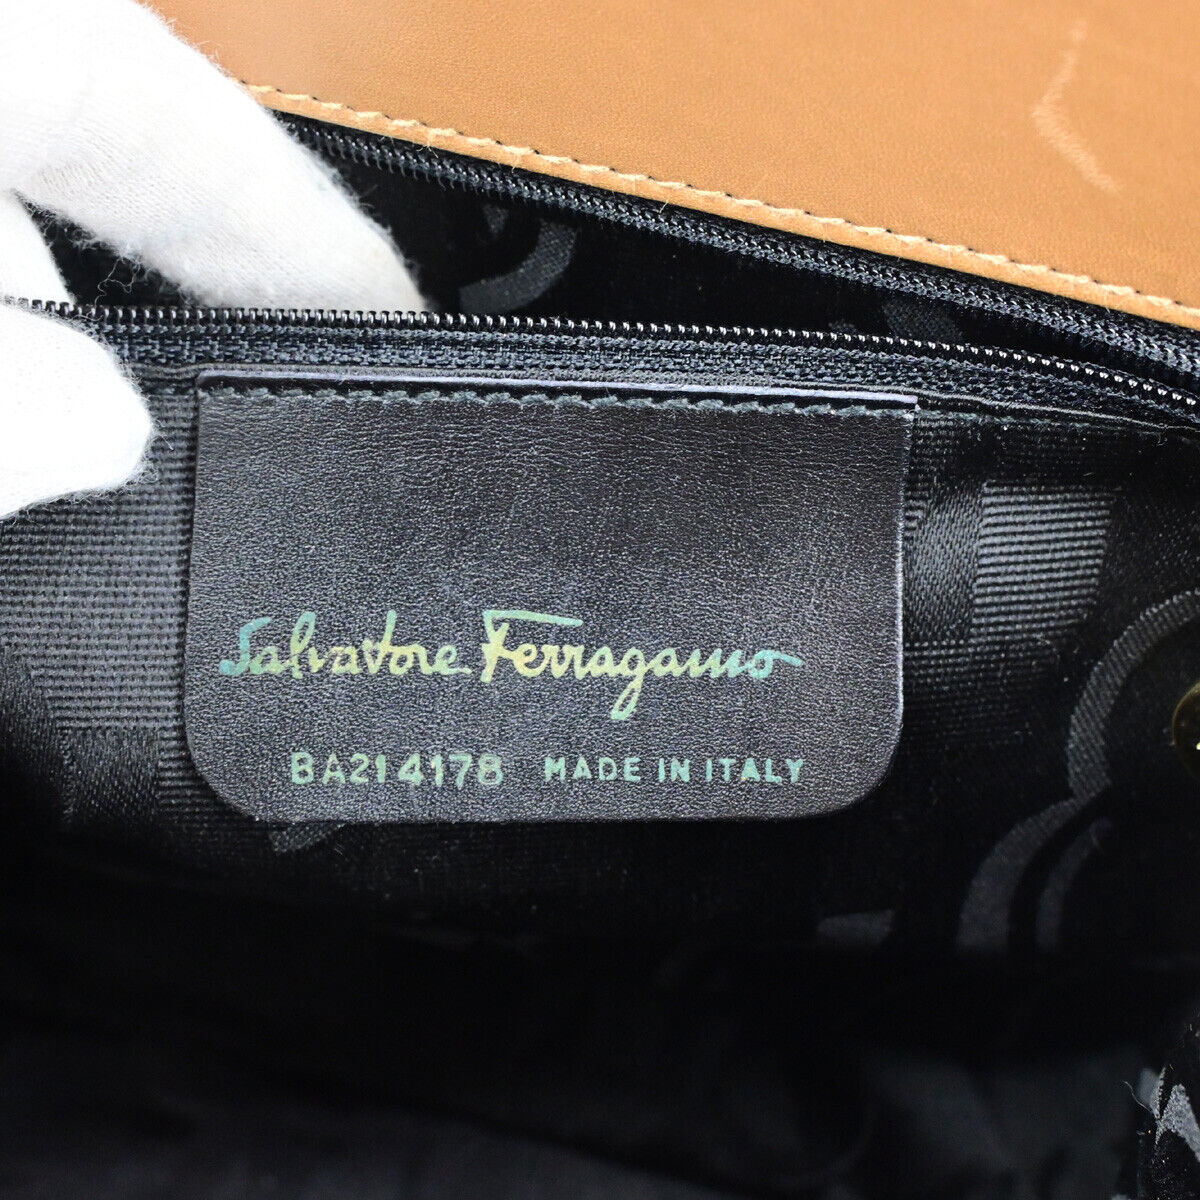 Salvatore Ferragamo
BA214178 MADE IN ITALY